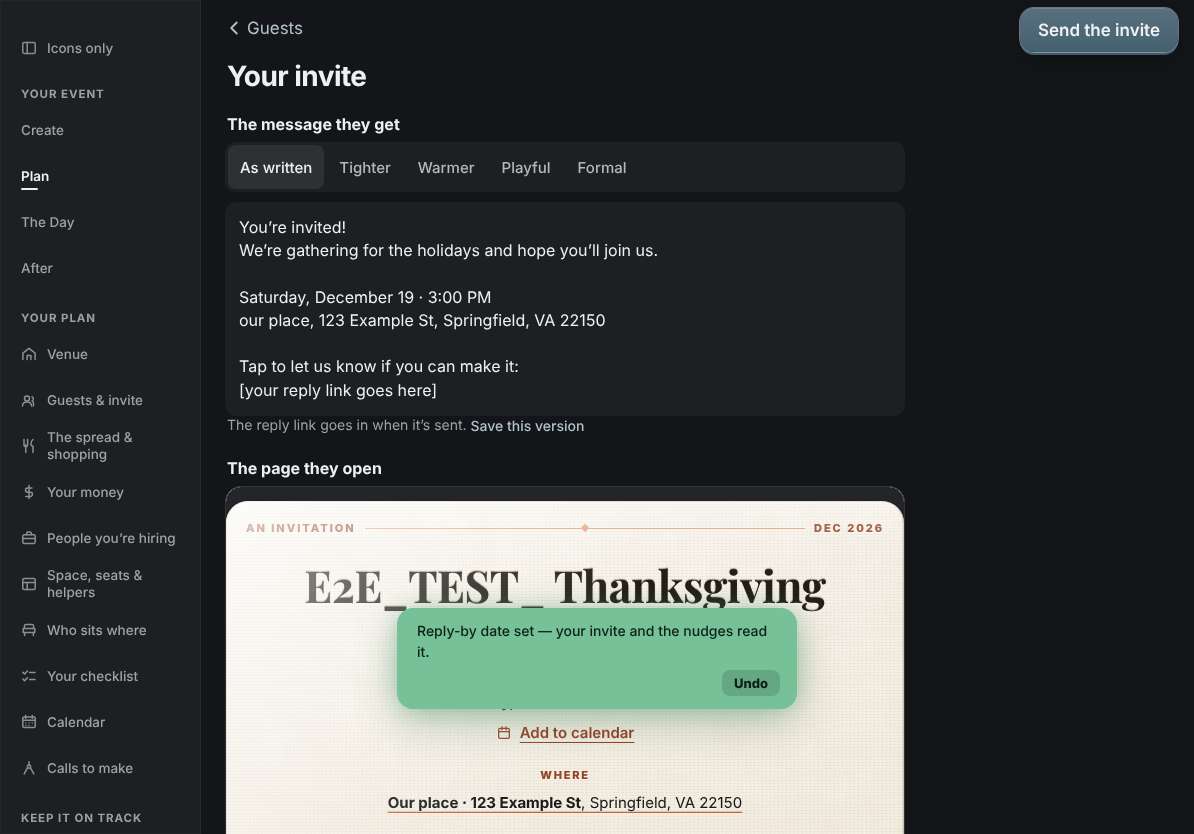 Icons only
YOUR EVENT
Create
Plan
The Day
After
YOUR PLAN
Venue
Guests & invite
The spread &
shopping
Your money
People you’re hiring
Space, seats &
helpers
Who sits where
Your checklist
Calendar
Calls to make
KEEP IT ON TRACK
Guests
Send the invite
Your invite
The message they get
As written Tighter Warmer Playful Formal
You’re invited!
We’re gathering for the holidays and hope you’ll join us.
Saturday, December 19 · 3:00 PM
our place, 123 Example St, Springfield, VA 22150
Tap to let us know if you can make it:
[your reply link goes here]
The reply link goes in when it’s sent. Save this version
The page they open
AN INVITATION DEC 2026
E2E_TEST_ Thanksgiving
Reply-by date set — your invite and the nudges read
it.
Undo
Add to calendar
WHERE
Our place · 123 Example St, Springfield, VA 22150